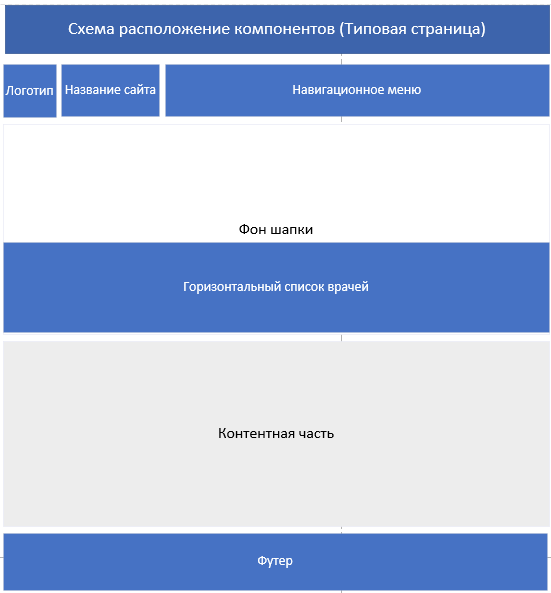 Схема расположение компонентов (Типовая страница)
Логотип
Название сайта
Навигационное меню
Фон шапки
Горизонтальный список врачей
Контентная часть
Футер